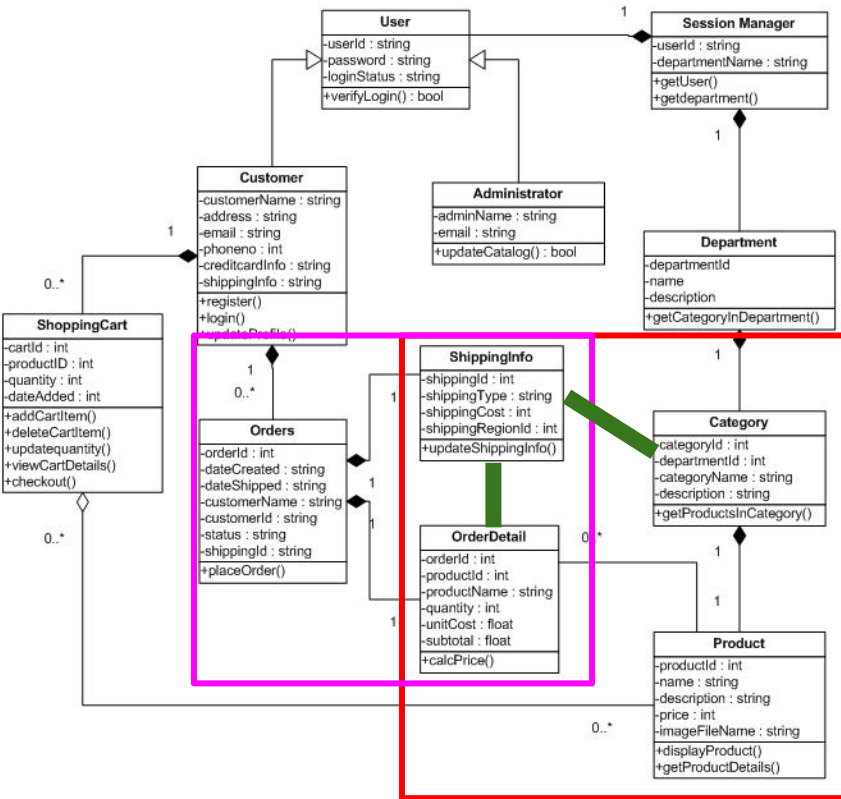 User
-userId : string
-password : string
-loginStatus : string
+verifyLogin() : bool
1
Session Manager
-userId : string
-departmentName : string
+getUser()
+getdepartment()
1
Customer
-customerName : string
-address : string
-email : string
-phoneno : int
-creditcardInfo : string
-shippingInfo : string
+register()
+login()
+updateProfile()
1
0..*
Administrator
-adminName : string
-email : string
+updateCatalog() : bool
Department
-departmentId
-name
-description
+getCategoryInDepartment()
1
ShoppingCart
-cartId : int
-productID : int
-quantity : int
-dateAdded : int
+addCartItem()
+deleteCartItem()
+updatequantity()
+viewCartDetails()
+checkout()
0..*
1
0..*
Orders
-orderId : int
-dateCreated : string
-dateShipped : string
-customerName : string
-customerId : string
-status : string
-shippingId : string
+placeOrder()
1
1
1
1
ShippingInfo
-shippingId : int
-shippingType : string
-shippingCost : int
-shippingRegionId : int
+updateShippingInfo()
Category
-categoryId : int
-departmentId : int
-categoryName : string
-description : string
+getProductsInCategory()
1
1
OrderDetail
-orderId : int
-productId : int
-productName : string
-quantity : int
-unitCost : float
-subtotal : float
+calcPrice()
0..*
Product
-productId : int
-name : string
-description : string
-price : int
-imageFileName : string
+displayProduct()
+getProductDetails()
0..*